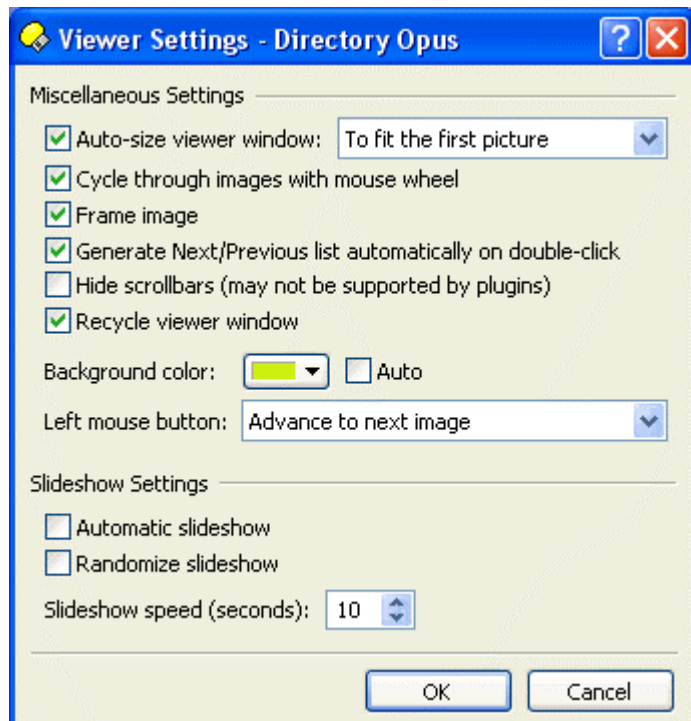 Viewer Settings - Directory Opus
Miscellaneous Settings
Auto-size viewer window: To fit the first picture
Cycle through images with mouse wheel
Frame image
Generate Next/Previous list automatically on double-click
Hide scrollbars (may not be supported by plugins)
Recycle viewer window
Background color: Auto
Left mouse button: Advance to next image
Slideshow Settings
Automatic slideshow
Randomize slideshow
Slideshow speed (seconds): 10
OK Cancel